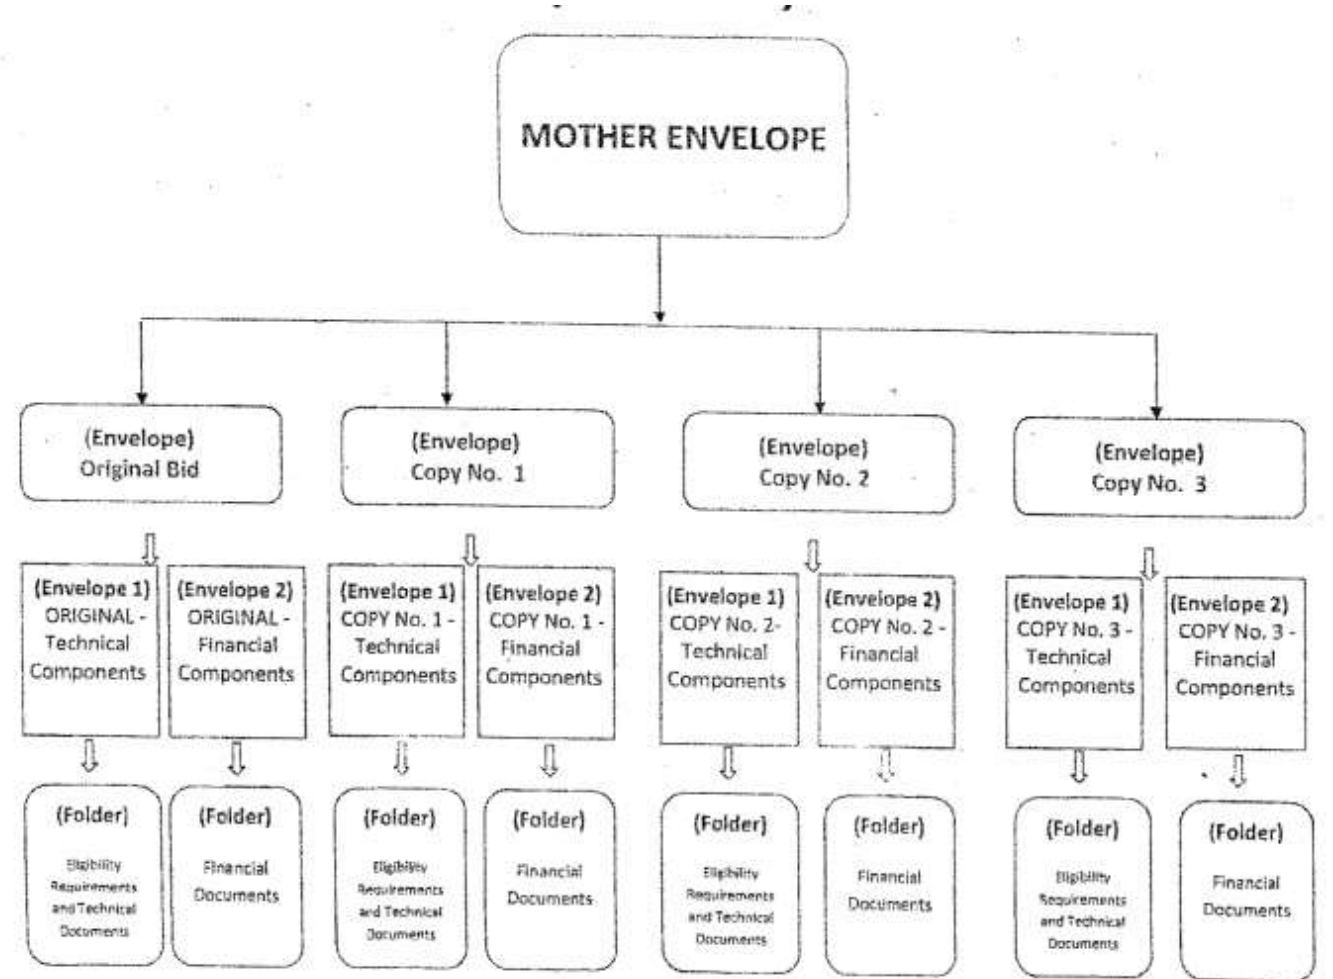 MOTHER ENVELOPE
(Envelope)
Original Bid
(Envelope)
Copy No. 1
(Envelope)
Copy No. 2
(Envelope)
Copy No. 3
(Envelope 1)
ORIGINAL -
Technical
Components
(Envelope 2)
ORIGINAL -
Financial
Components
(Envelope 1)
COPY No. 1 -
Technical
Components
(Envelope 2)
COPY No. 1 -
Financial
Components
(Envelope 1)
COPY No. 2-
Technical
Components
(Envelope 2)
COPY No. 2 -
Financial
Components
(Envelope 1)
COPY No. 3 -
Technical
Components
(Envelope 2)
COPY No. 3 -
Financial
Components
(Folder)
Eligibility
Requirements
and Technical
Documents
(Folder)
Financial
Documents
(Folder)
Eligibility
Requirements
and Technical
Documents
(Folder)
Financial
Documents
(Folder)
Eligibility
Requirements
and Technical
Documents
(Folder)
Financial
Documents
(Folder)
Eligibility
Requirements
and Technical
Documents
(Folder)
Financial
Documents